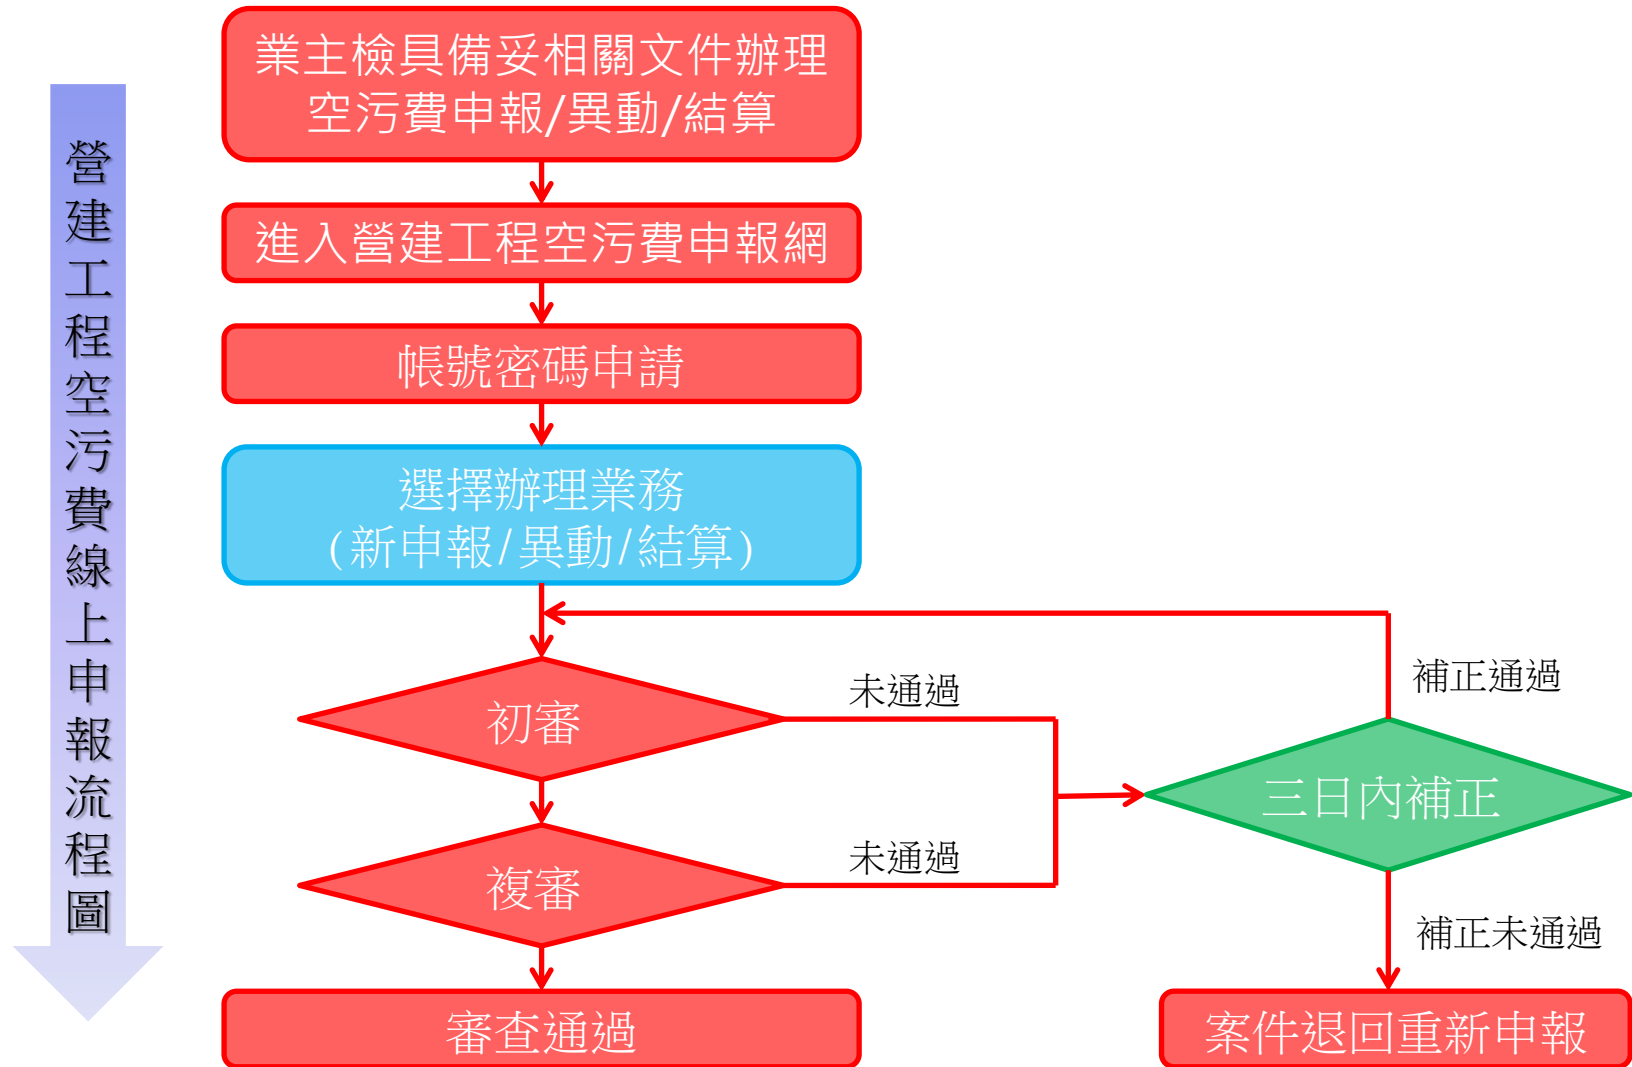 營建工程空污費線上申報流程圖
業主檢具備妥相關文件辦理
空污費申報/異動/結算
進入營建工程空污費申報網
帳號密碼申請
選擇辦理業務
(新申報/異動/結算)
初審
未通過
補正通過
三日內補正
複審
未通過
補正未通過
審查通過
案件退回重新申報